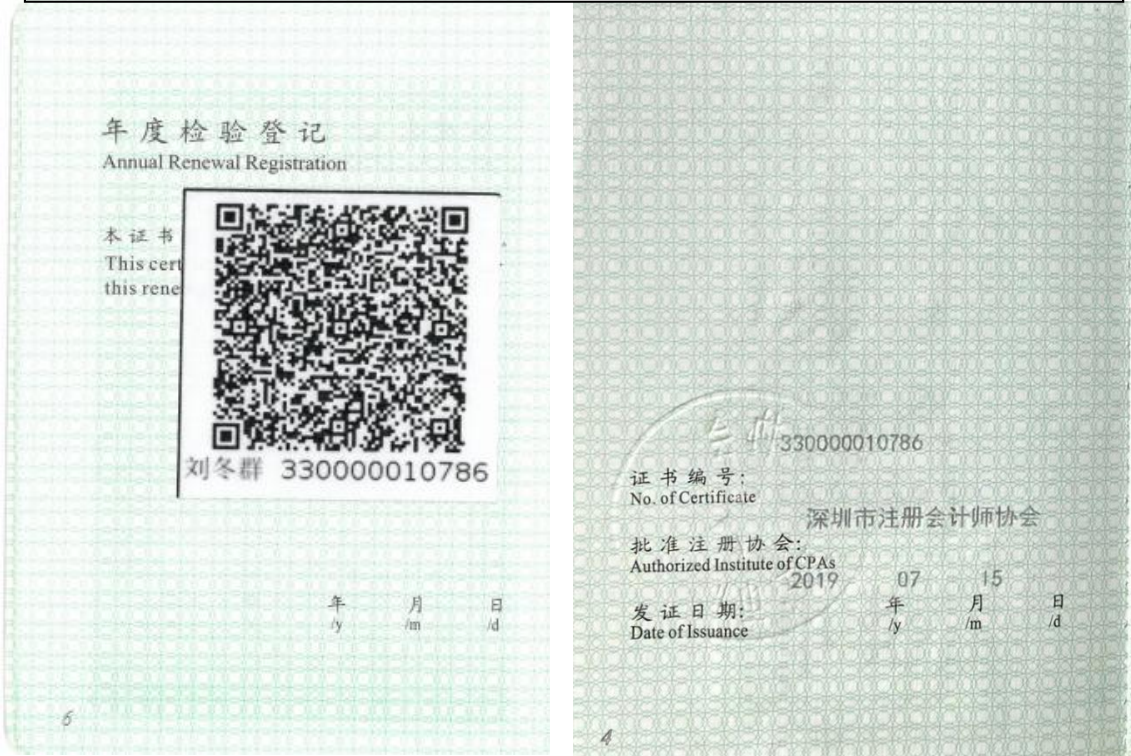 年度检验登记
Annual Renewal Registration
本证书
This cert
this rene
刘冬群 330000010786
年 月 日
/y /m /d
6
330000010786
证书编号:
No. of Certificate
深圳市注册会计师协会
批准注册协会:
Authorized Institute of CPAs
2019 07 15
发证日期: 年 月 日
Date of Issuance /y /m /d
4